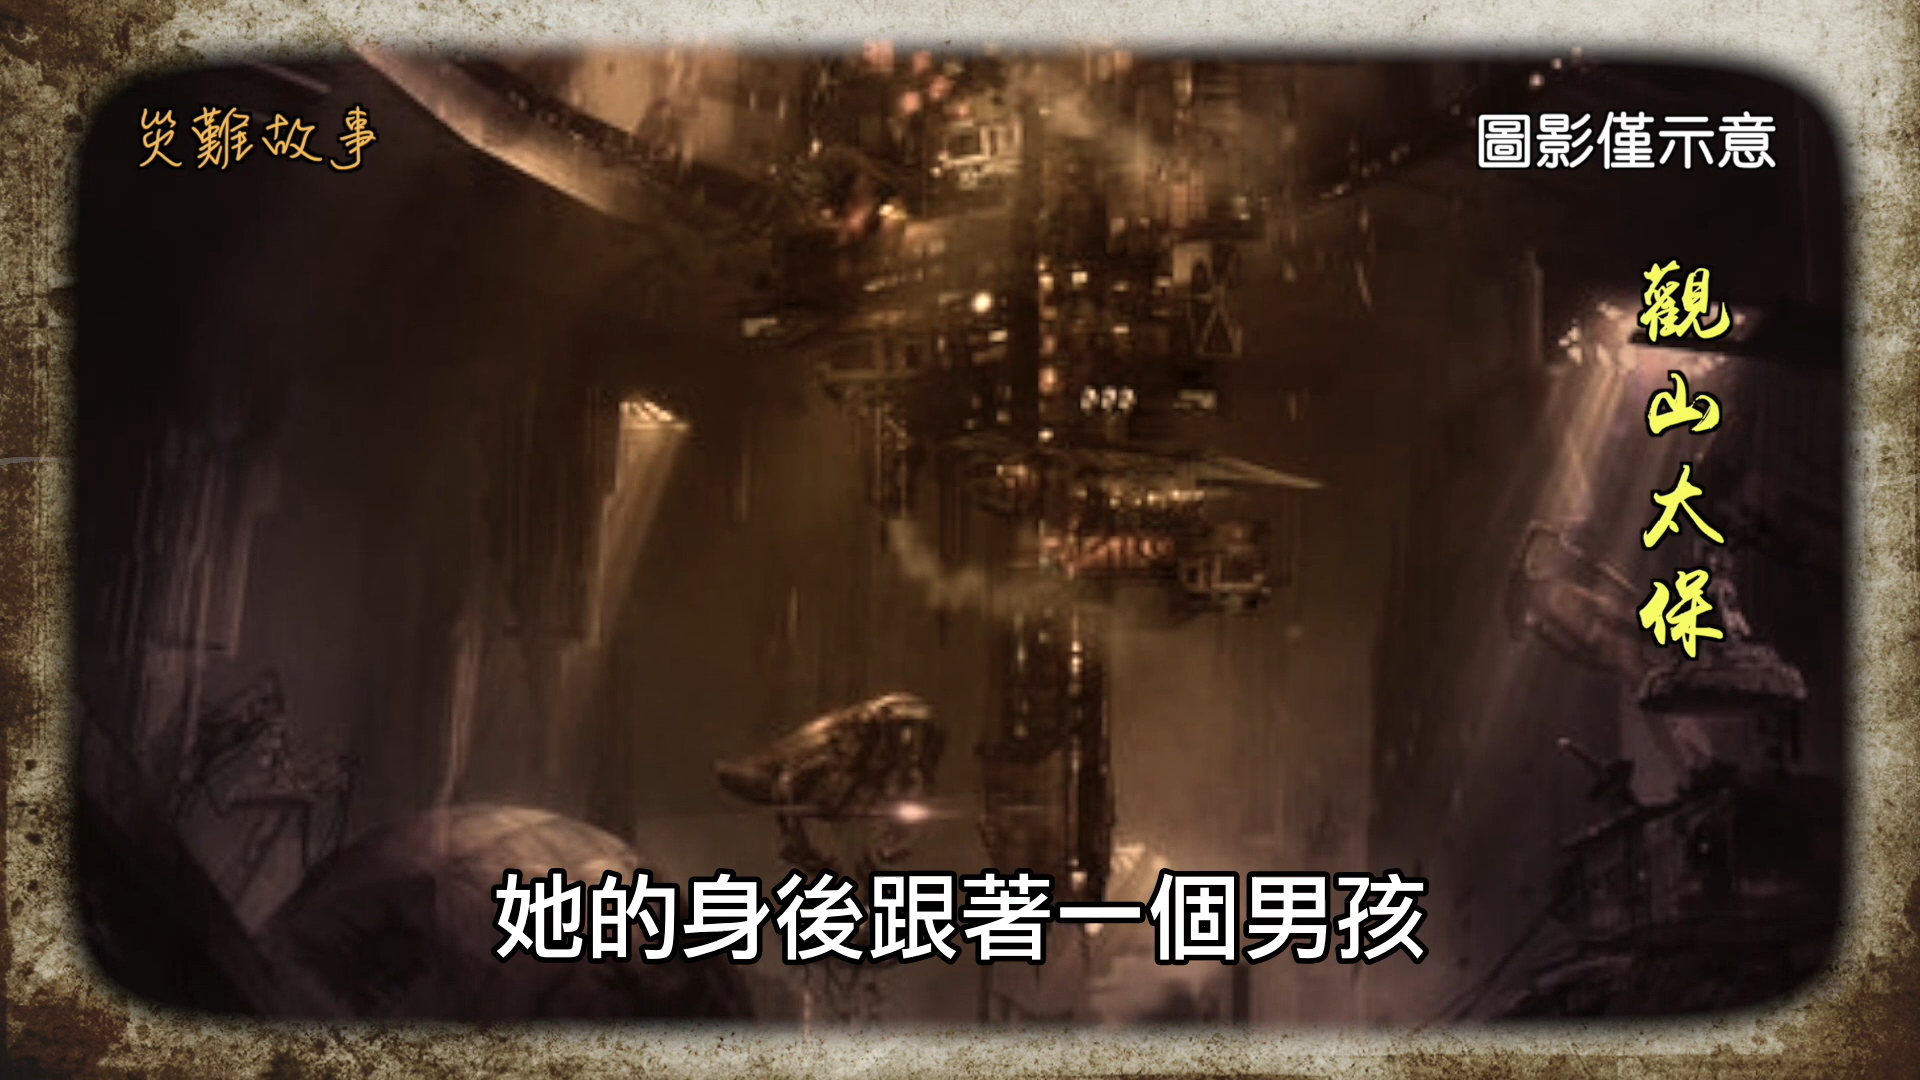 災難故事
圖影僅示意
觀山太保
她的身後跟著一個男孩